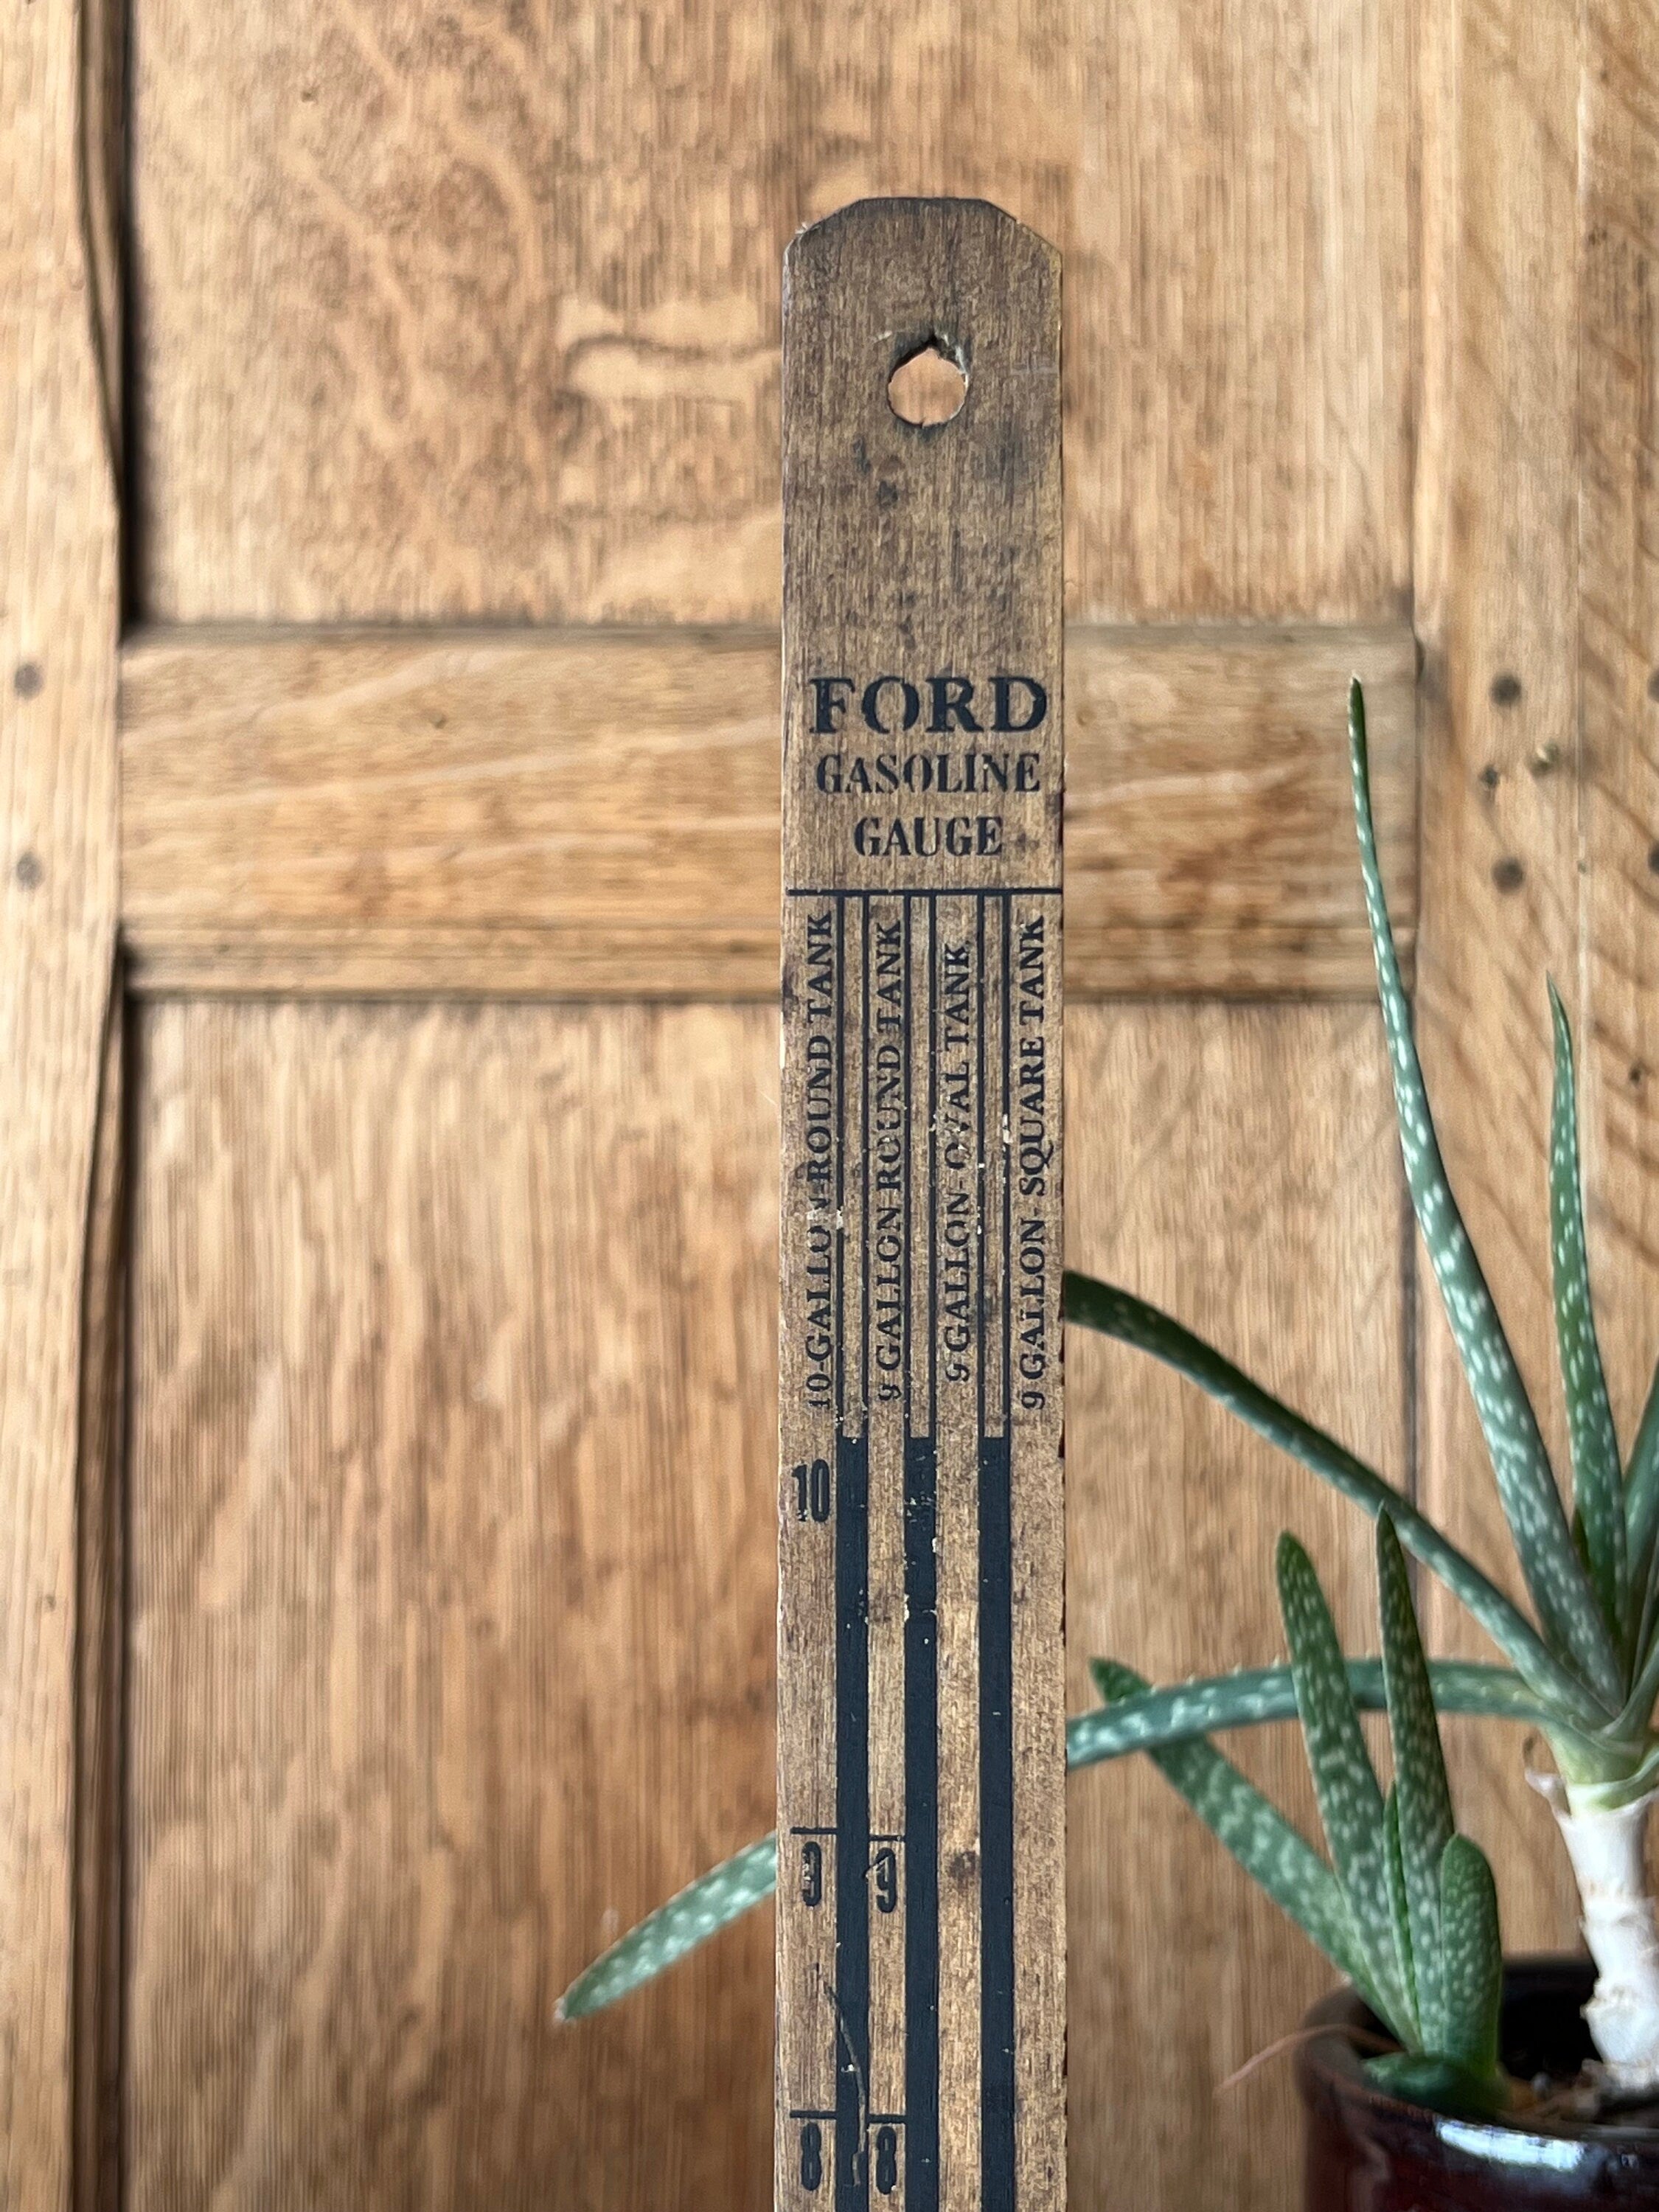 FORD
GASOLINE
GAUGE
10-GALLON-ROUND TANK
9 GALLON-ROUND TANK
9 GALLON-OVAL TANK
9 GALLON-SQUARE TANK
10
9 9
8 8